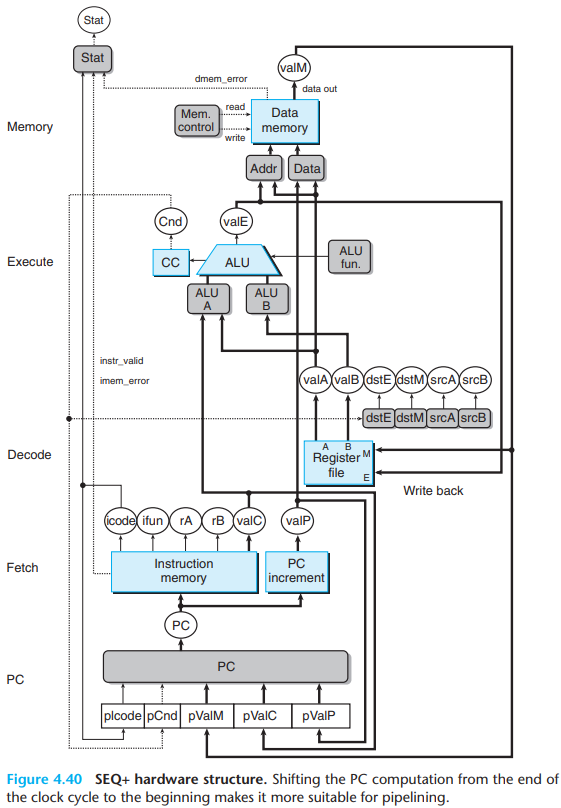 Stat
Stat
valM
dmem_error
data out
Memory
Mem.
control
read
write
Data
memory
Addr
Data
Cnd
valE
Execute
CC
ALU
ALU
fun.
ALU
A
ALU
B
instr_valid
imem_error
valA
valB
dstE
dstM
srcA
srcB
dstE
dstM
srcA
srcB
Decode
A
B
M
Register
file
E
Write back
icode
ifun
rA
rB
valC
valP
Fetch
Instruction
memory
PC
increment
PC
PC
PC
pIcode
pCnd
pValM
pValC
pValP
Figure 4.40 SEQ+ hardware structure. Shifting the PC computation from the end of
the clock cycle to the beginning makes it more suitable for pipelining.